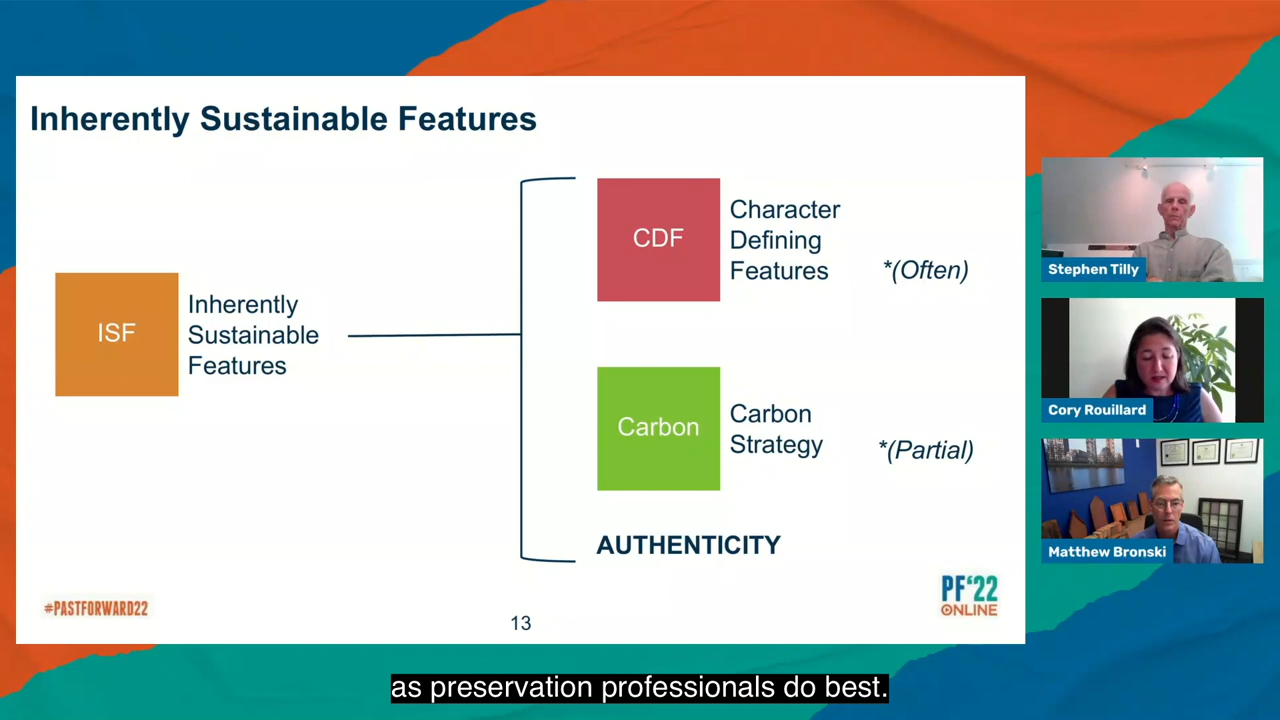 Inherently Sustainable Features
ISF
Inherently
Sustainable
Features
CDF
Character
Defining
Features
*(Often)
Carbon
Carbon
Strategy
*(Partial)
AUTHENTICITY
#PASTFORWARD22
13
PF'22
ONLINE
Stephen Tilly
Cory Rouillard
Matthew Bronski
as preservation professionals do best.